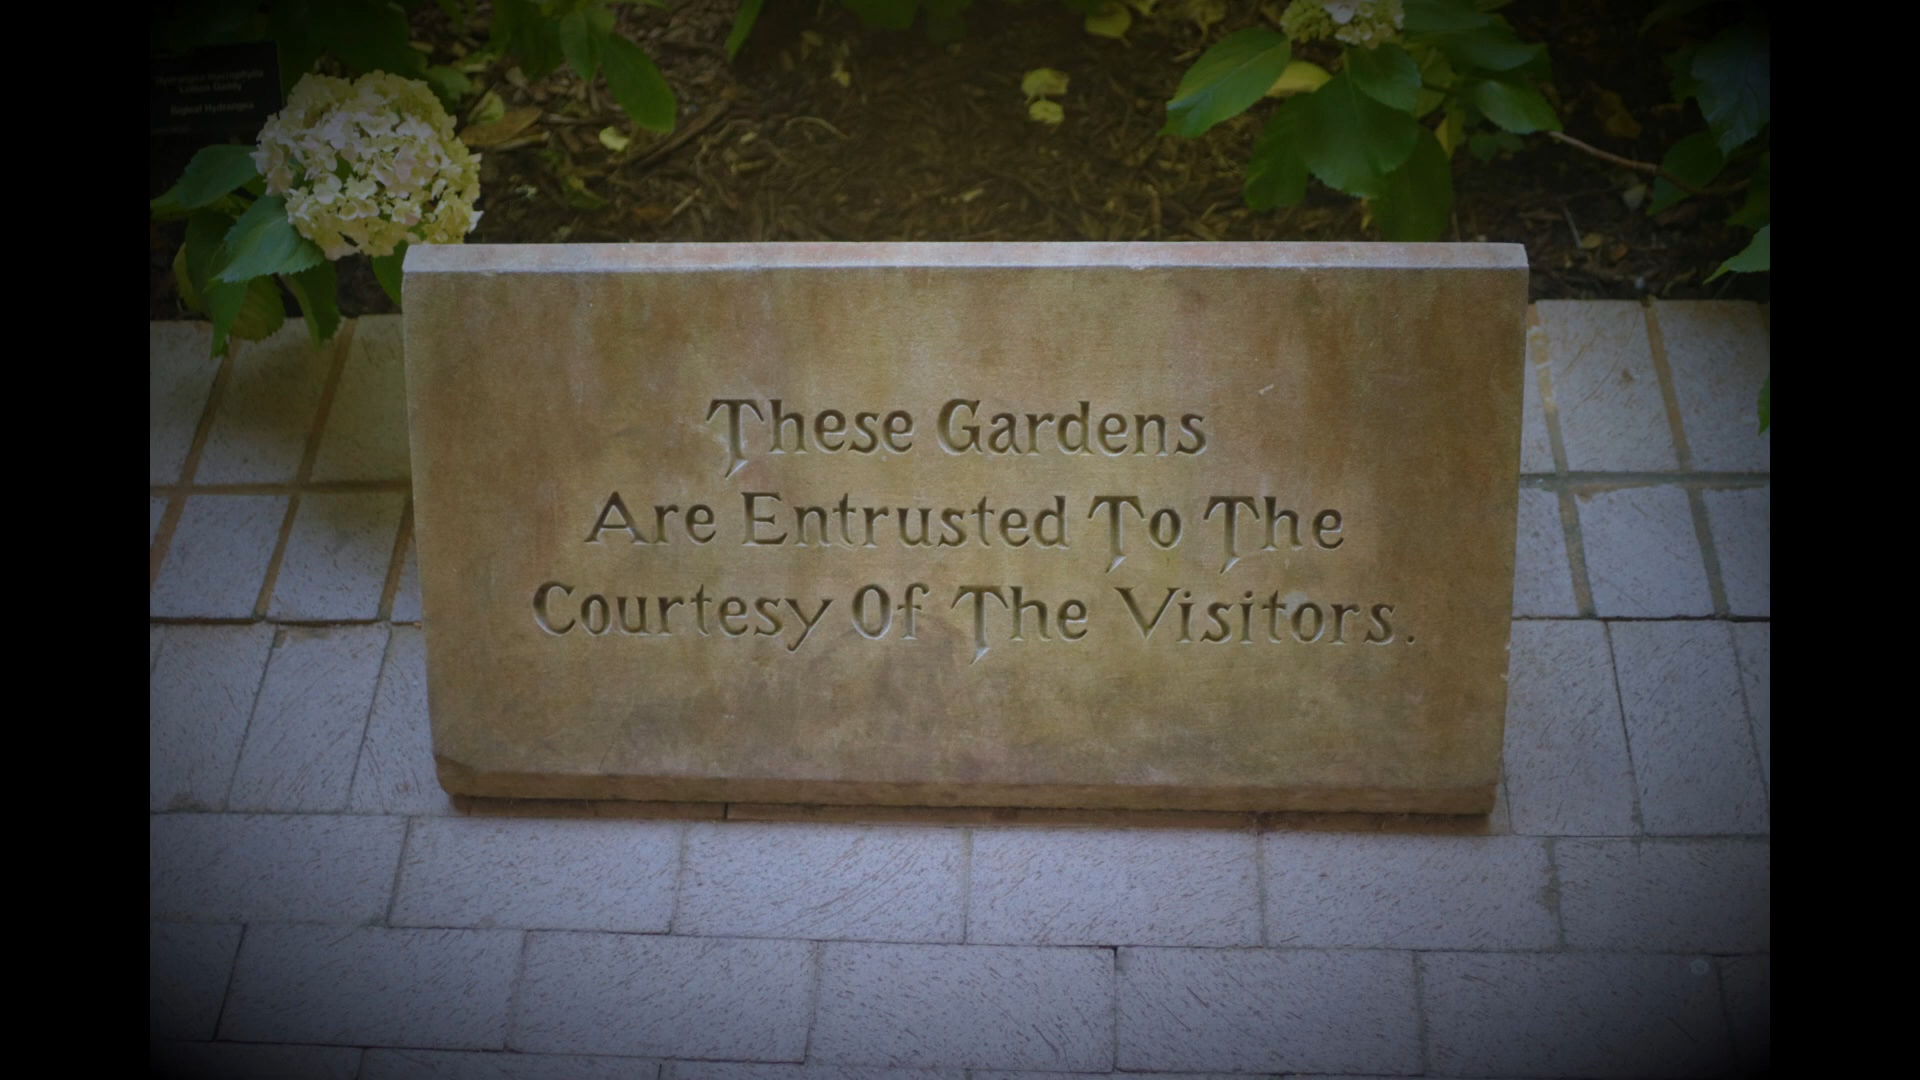 These Gardens
Are Entrusted To The
Courtesy Of The Visitors.